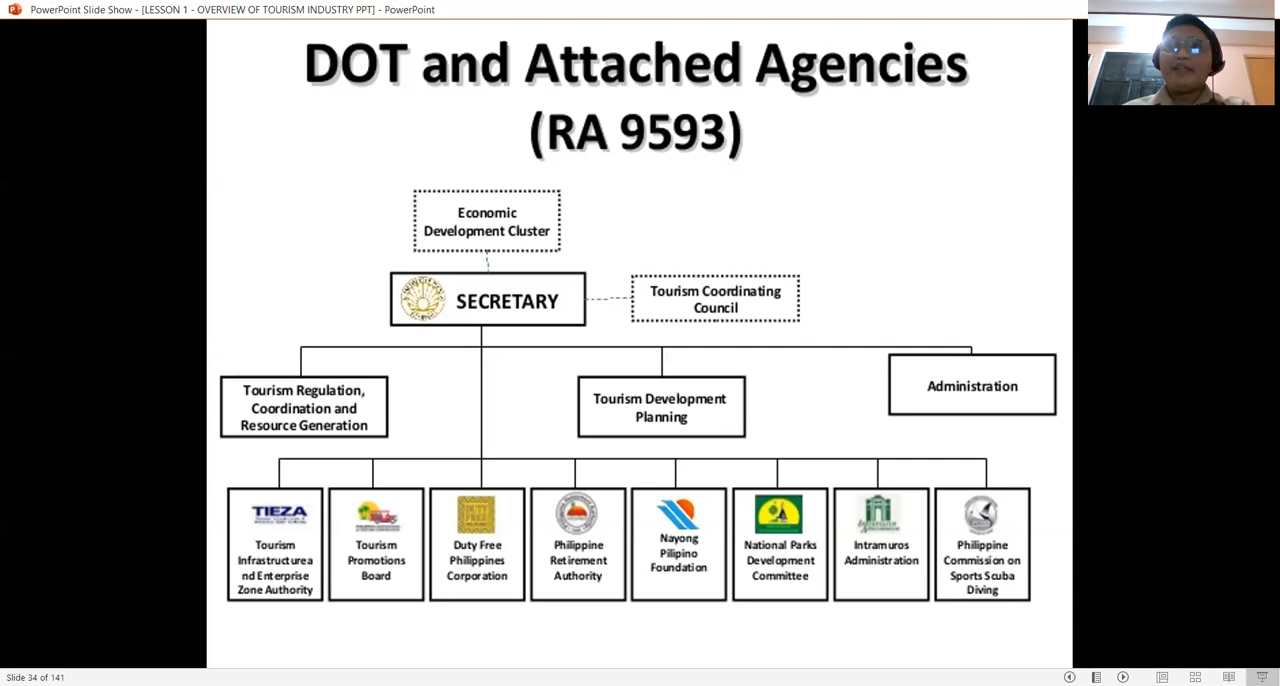 PowerPoint Slide Show - [LESSON 1 - OVERVIEW OF TOURISM INDUSTRY PPT] - PowerPoint
DOT and Attached Agencies
(RA 9593)
Economic
Development Cluster
SECRETARY
Tourism Coordinating
Council
Tourism Regulation,
Coordination and
Resource Generation
Tourism Development
Planning
Administration
TIEZA
Tourism
Infrastructurea
nd Enterprise
Zone Authority
Tourism
Promotions
Board
DUTY
FREE
Duty Free
Philippines
Corporation
Philippine
Retirement
Authority
Nayong
Pilipino
Foundation
National Parks
Development
Committee
Intramuros
Administration
Philippine
Commission on
Sports Scuba
Diving
Slide 34 of 141